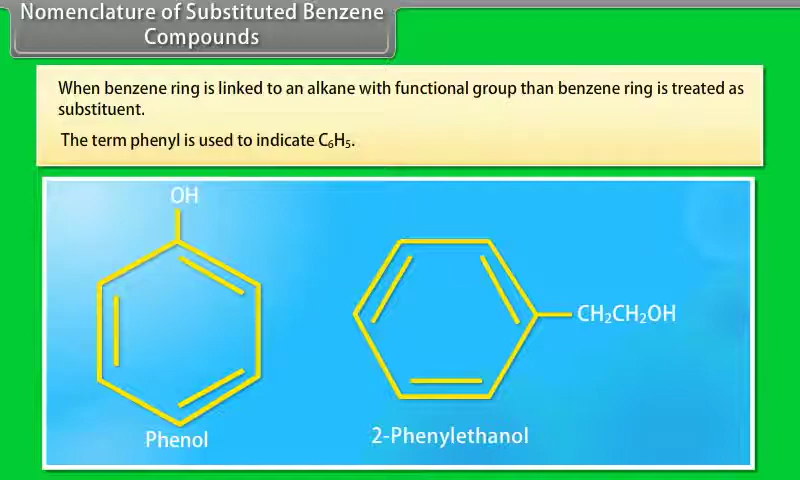 Nomenclature of Substituted Benzene
Compounds
When benzene ring is linked to an alkane with functional group than benzene ring is treated as
substituent.
The term phenyl is used to indicate C₆H₅.
OH
CH₂CH₂OH
Phenol
2-Phenylethanol